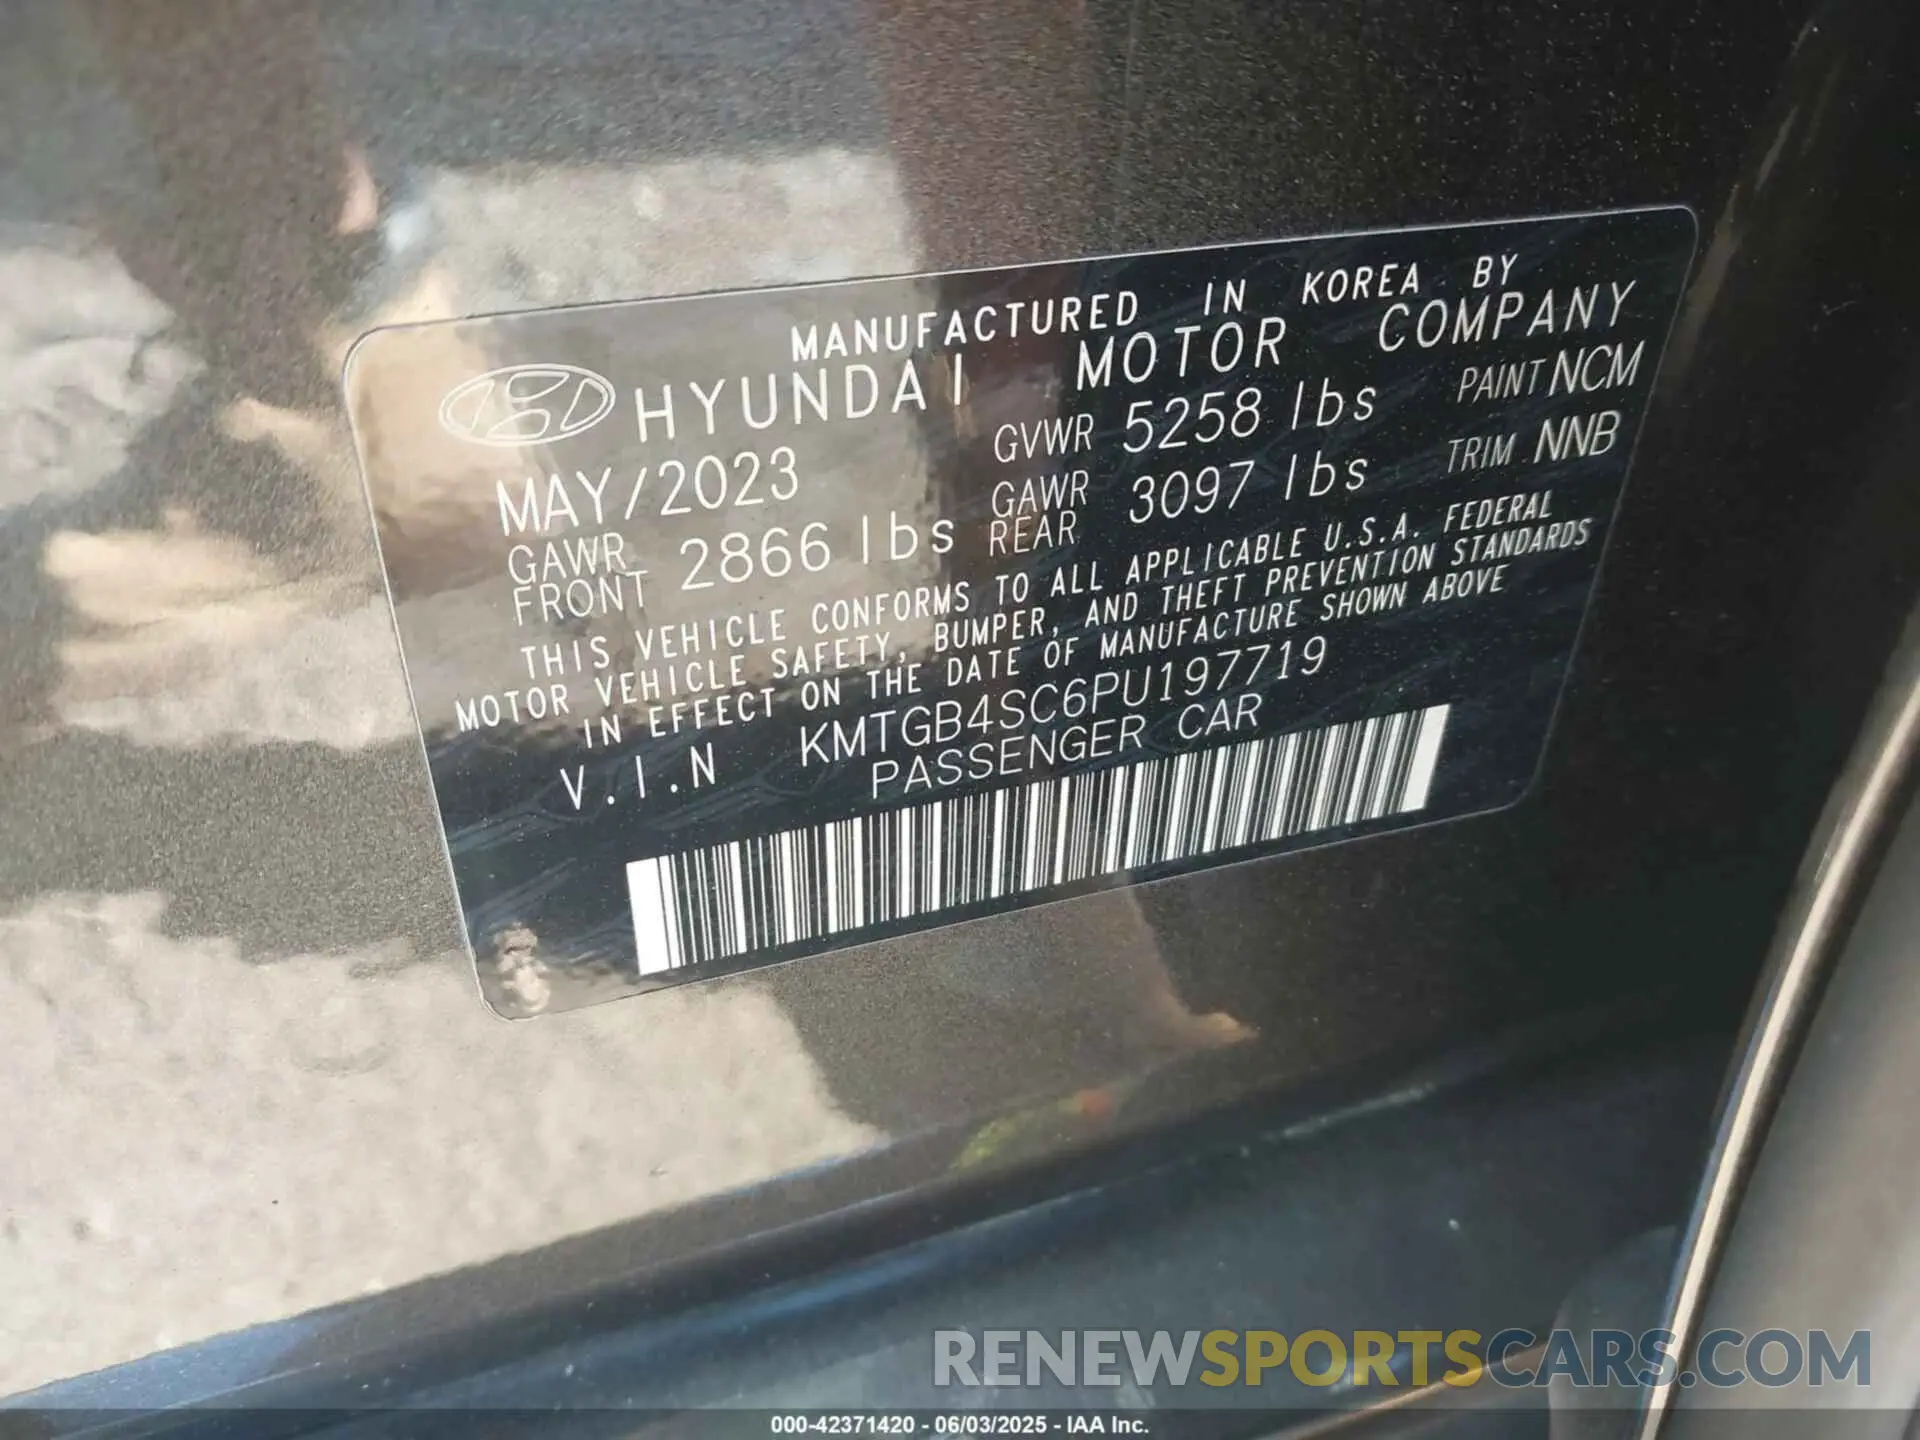 MANUFACTURED IN KOREA BY
HYUNDAI MOTOR COMPANY
MAY/2023 GVWR 5258 lbs PAINT NCM
GAWR FRONT 2866 lbs GAWR REAR 3097 lbs TRIM NNB
THIS VEHICLE CONFORMS TO ALL APPLICABLE U.S.A. FEDERAL
MOTOR VEHICLE SAFETY, BUMPER, AND THEFT PREVENTION STANDARDS
IN EFFECT ON THE DATE OF MANUFACTURE SHOWN ABOVE
V.I.N KMTGB4SC6PU197719
PASSENGER CAR
RENEWSPORTSCARS.COM
000-42371420 - 06/03/2025 - IAA Inc.